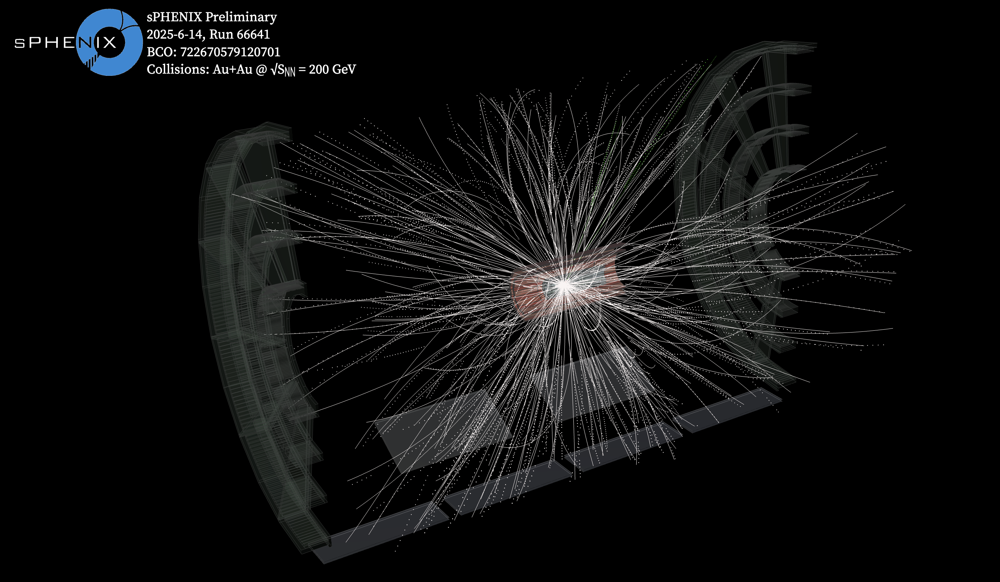 sPHENIX
sPHENIX Preliminary
2025-6-14, Run 66641
BCO: 722670579120701
Collisions: Au+Au @ √SNN = 200 GeV